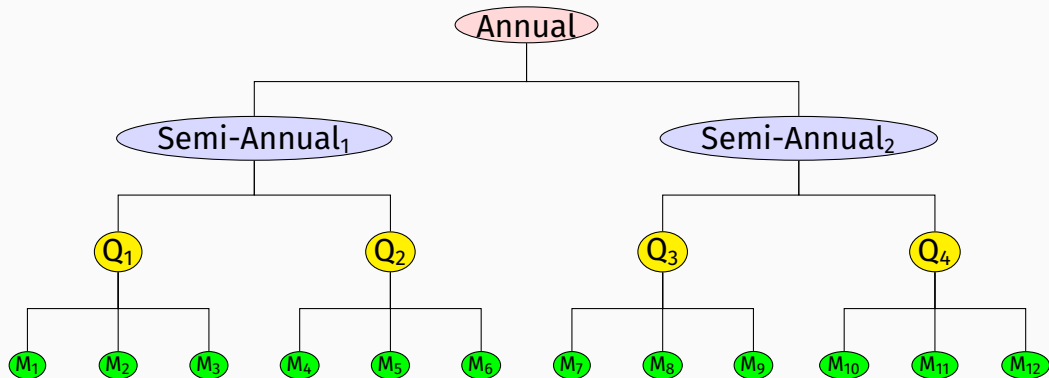 Annual
Semi-Annual₁ Semi-Annual₂
Q₁ Q₂ Q₃ Q₄
M₁ M₂ M₃ M₄ M₅ M₆ M₇ M₈ M₉ M₁₀ M₁₁ M₁₂